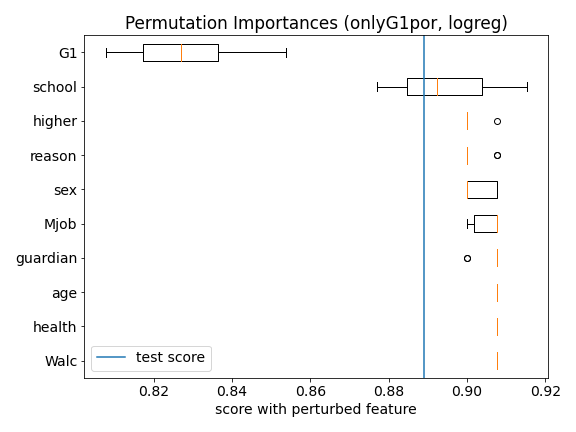 Permutation Importances (onlyG1por, logreg)
G1
school
higher
reason
sex
Mjob
guardian
age
health
Walc
test score
0.82 0.84 0.86 0.88 0.90 0.92
score with perturbed feature